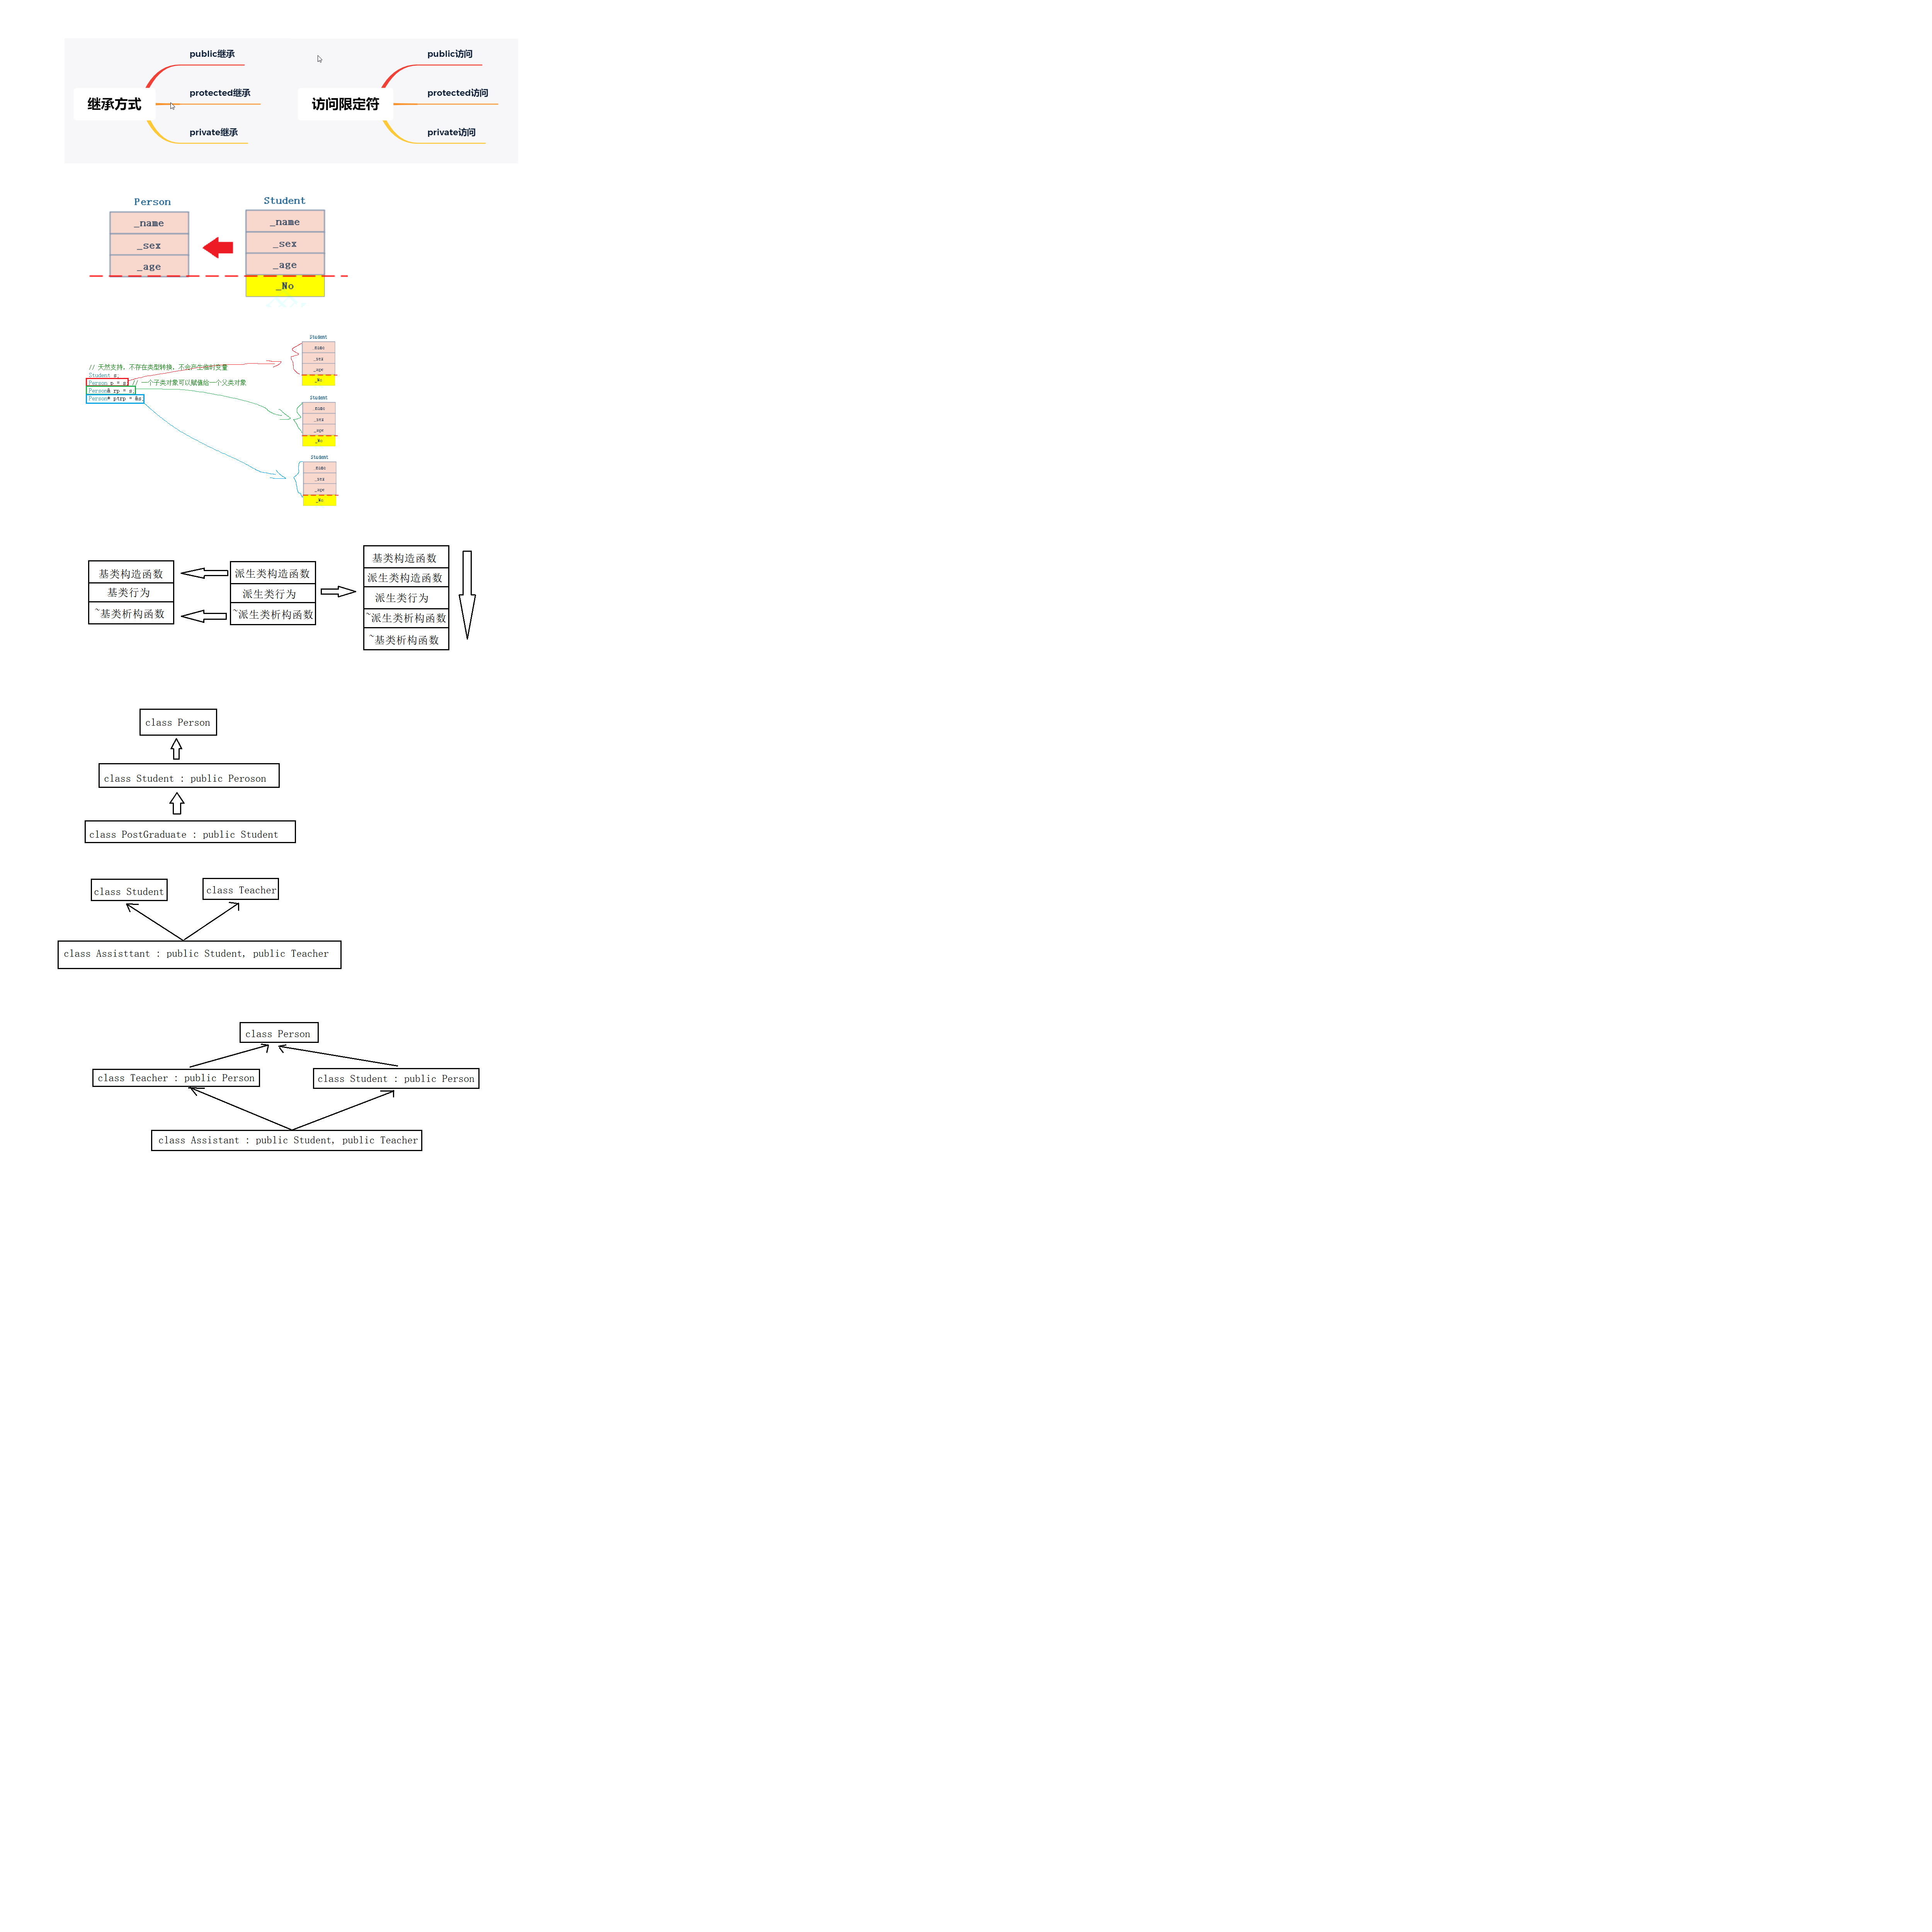 public继承
protected继承
private继承
继承方式
public访问
protected访问
private访问
访问限定符
Person
_name
_sex
_age
Student
_name
_sex
_age
_No
// 天然支持，不存在类型转换，不会产生临时变量
Student s;
Person p = s; // 一个子类对象可以赋值给一个父类对象
Person& rp = s;
Person* ptrp = &s;
Student
_name
_sex
_age
_No
Student
_name
_sex
_age
_No
Student
_name
_sex
_age
_No
基类构造函数
基类行为
~基类析构函数
派生类构造函数
派生类行为
~派生类析构函数
基类构造函数
派生类构造函数
派生类行为
~派生类析构函数
~基类析构函数
class Person
class Student : public Peroson
class PostGraduate : public Student
class Student
class Teacher
class Assisttant : public Student, public Teacher
class Person
class Teacher : public Person
class Student : public Person
class Assistant : public Student, public Teacher